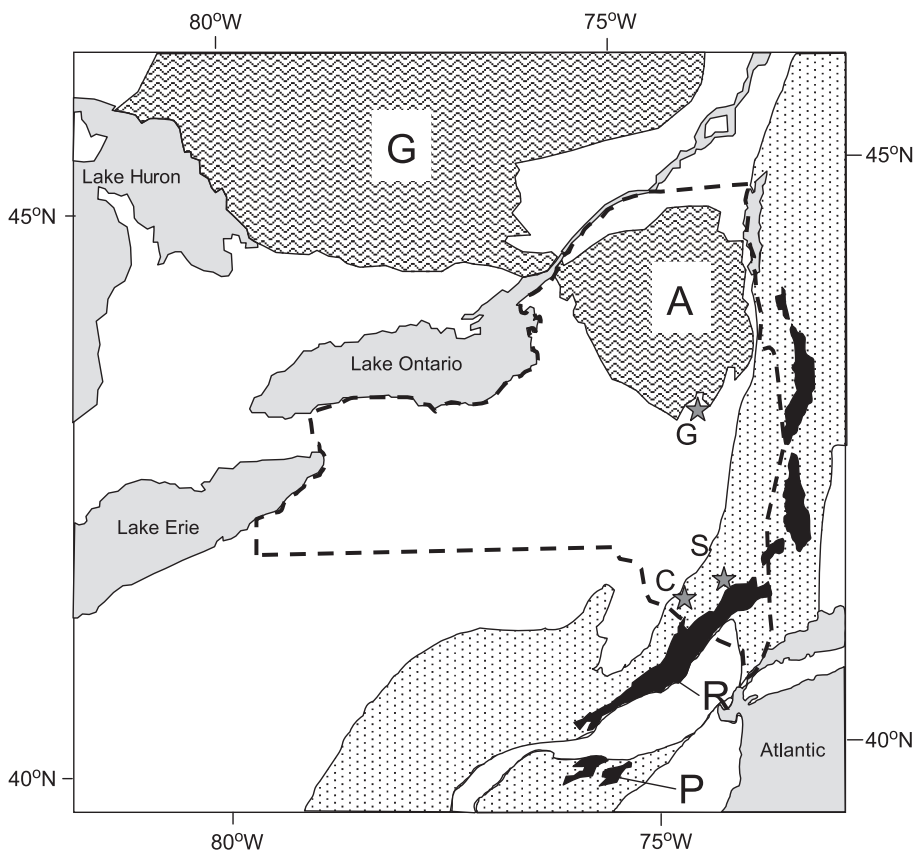 80°W
75°W
G
45°N
Lake Huron
45°N
A
Lake Ontario
G
Lake Erie
S
C
R
Atlantic
40°N
40°N
P
80°W
75°W